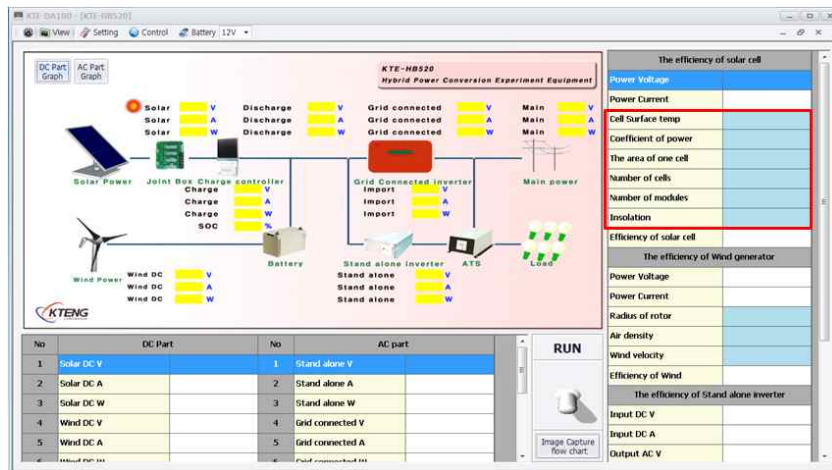 KTE-DA100 - [KTE-HB520]
View Setting Control Battery 12V
DC Part Graph
AC Part Graph
KTE-HB520
Hybrid Power Conversion Experiment Equipment
Solar V Discharge V Grid connected V Main V
Solar A Discharge A Grid connected A Main A
Solar W Discharge W Grid connected W Main W
Solar Power Joint Box Charge controller Grid Connected inverter Main power
Charge V Import V
Charge A Import A
Charge W Import W
SOC %
Wind Power Battery Stand alone inverter ATS Load
Wind DC V Stand alone V
Wind DC A Stand alone A
Wind DC W Stand alone W
KTENG
No DC Part No AC part
1 Solar DC V 1 Stand alone V
2 Solar DC A 2 Stand alone A
3 Solar DC W 3 Stand alone W
4 Wind DC V 4 Grid connected V
5 Wind DC A 5 Grid connected A
6 Wind DC W 6 Grid connected W
RUN
Image Capture
flow chart
The efficiency of solar cell
Power Voltage
Power Current
Cell Surface temp
Coefficient of power
The area of one cell
Number of cells
Number of modules
Insolation
Efficiency of solar cell
The efficiency of Wind generator
Power Voltage
Power Current
Radius of rotor
Air density
Wind velocity
Efficiency of Wind
The efficiency of Stand alone inverter
Input DC V
Input DC A
Output AC V